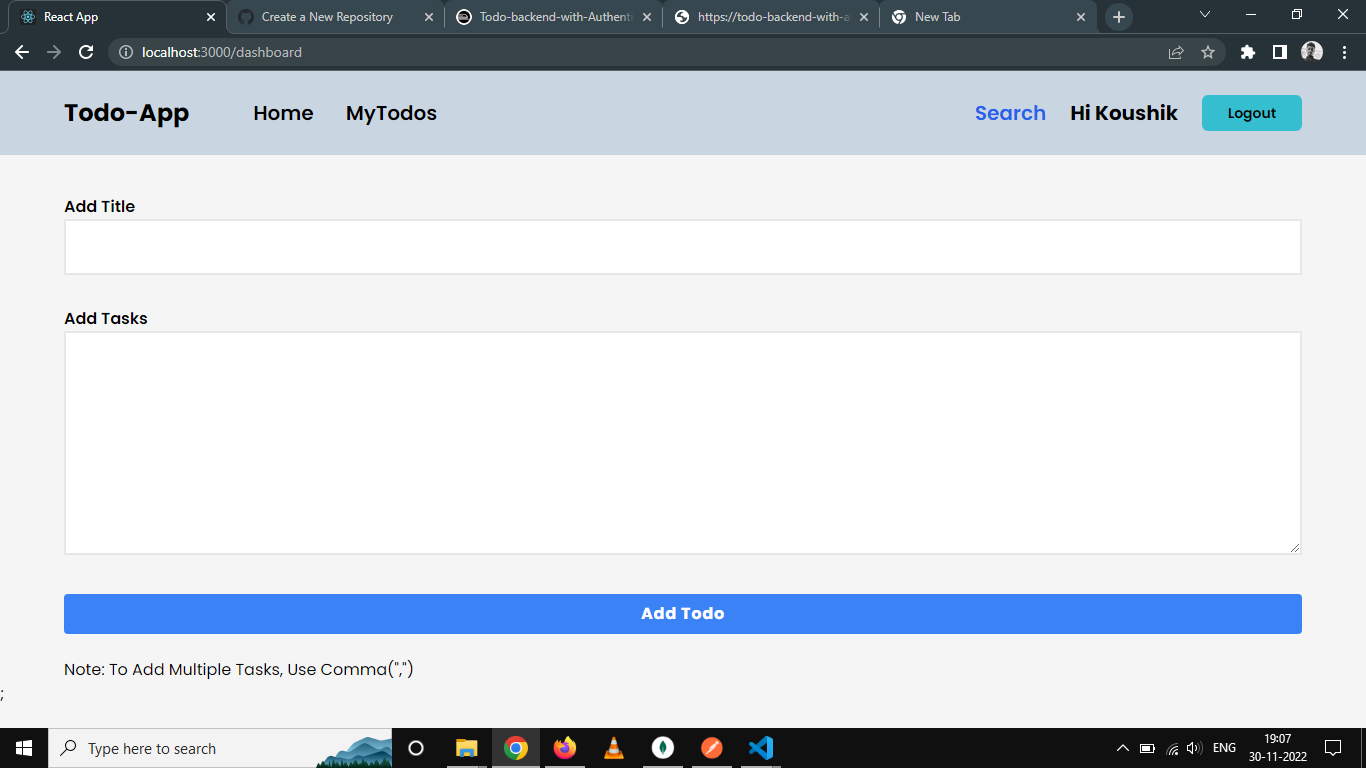 React App
Create a New Repository
Todo-backend-with-Authenti
https://todo-backend-with-a
New Tab
localhost:3000/dashboard
Todo-App Home MyTodos Search Hi Koushik Logout
Add Title
Add Tasks
Add Todo
Note: To Add Multiple Tasks, Use Comma(",")
;
Type here to search
ENG
19:07
30-11-2022